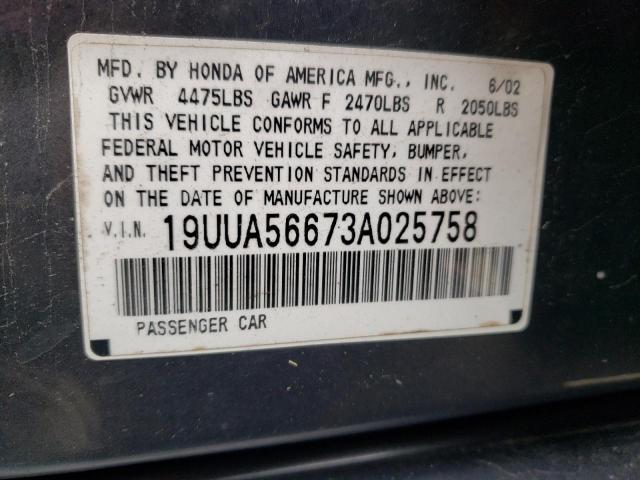 MFD. BY HONDA OF AMERICA MFG., INC. 6/02
GVWR 4475LBS GAWR F 2470LBS R 2050LBS
THIS VEHICLE CONFORMS TO ALL APPLICABLE
FEDERAL MOTOR VEHICLE SAFETY, BUMPER,
AND THEFT PREVENTION STANDARDS IN EFFECT
ON THE DATE OF MANUFACTURE SHOWN ABOVE:
V.I.N. 19UUA56673A025758
PASSENGER CAR